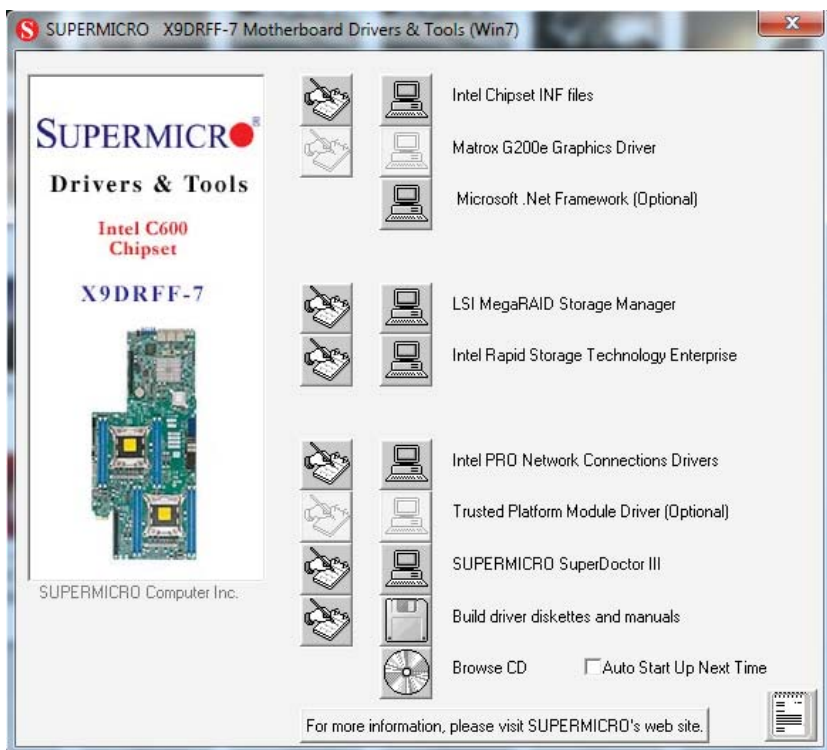 SUPERMICRO X9DRFF-7 Motherboard Drivers & Tools (Win7)
SUPERMICR®
Drivers & Tools
Intel C600
Chipset
X9DRFF-7
SUPERMICRO Computer Inc.
Intel Chipset INF files
Matrox G200e Graphics Driver
Microsoft .Net Framework (Optional)
LSI MegaRAID Storage Manager
Intel Rapid Storage Technology Enterprise
Intel PRO Network Connections Drivers
Trusted Platform Module Driver (Optional)
SUPERMICRO SuperDoctor III
Build driver diskettes and manuals
Browse CD
Auto Start Up Next Time
For more information, please visit SUPERMICRO's web site.